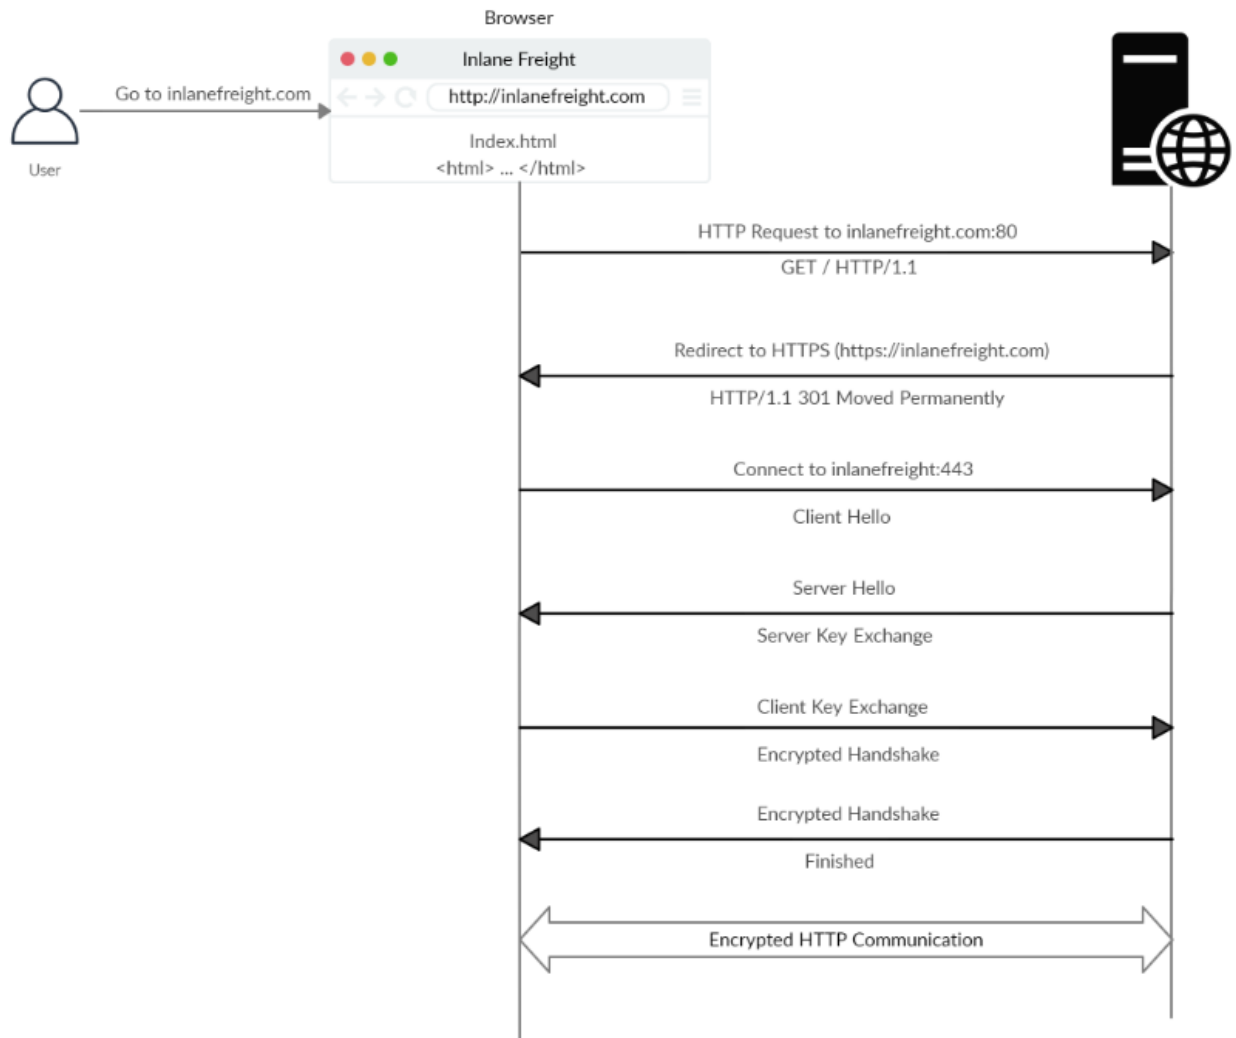 Browser
Inlane Freight
Go to inlanefreight.com
http://inlanefreight.com
Index.html
<html> ... </html>
User
HTTP Request to inlanefreight.com:80
GET / HTTP/1.1
Redirect to HTTPS (https://inlanefreight.com)
HTTP/1.1 301 Moved Permanently
Connect to inlanefreight:443
Client Hello
Server Hello
Server Key Exchange
Client Key Exchange
Encrypted Handshake
Encrypted Handshake
Finished
Encrypted HTTP Communication